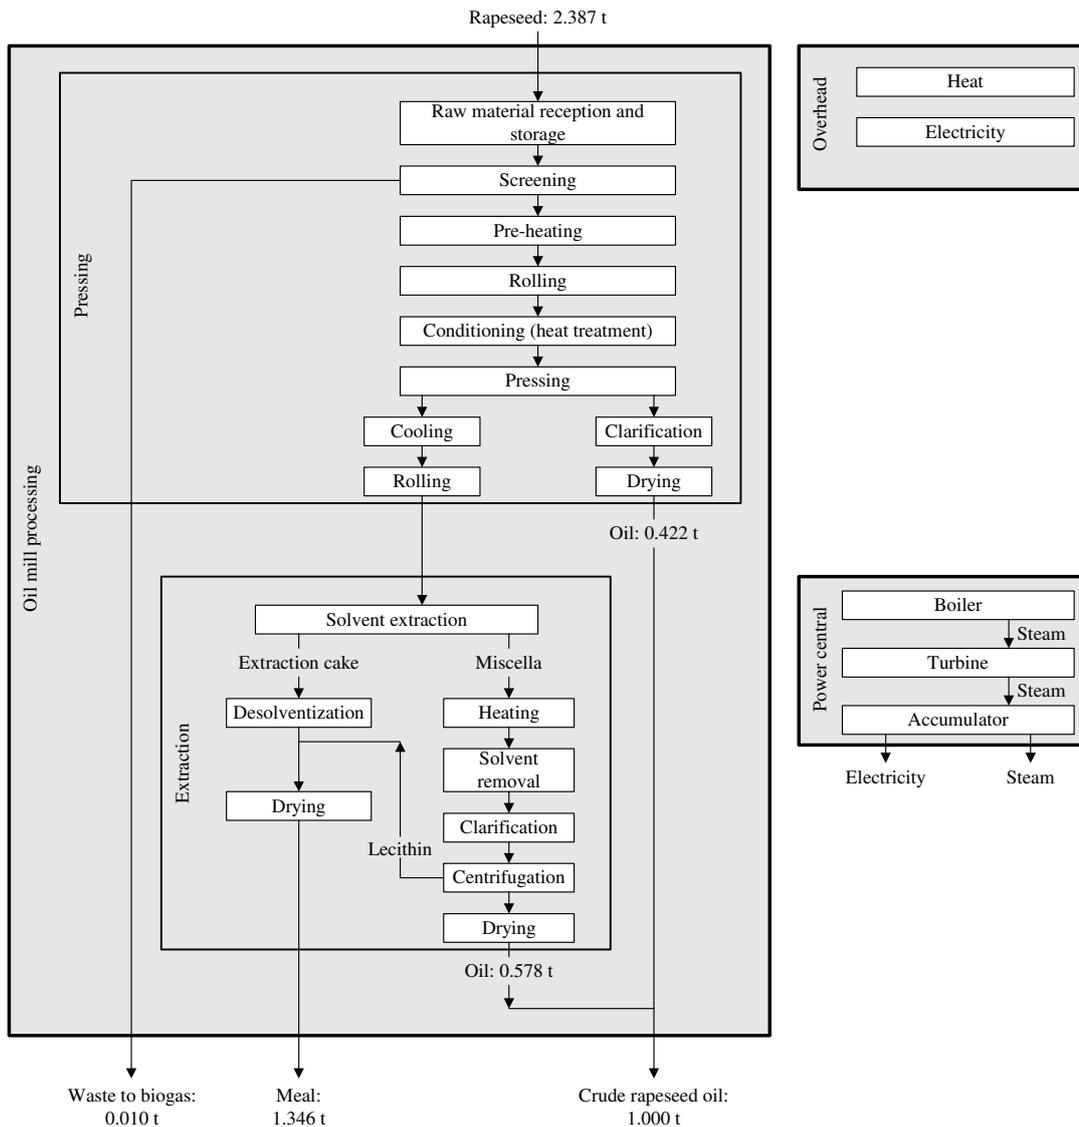 Rapeseed: 2.387 t
Oil mill processing
Pressing
Raw material reception and
storage
Screening
Pre-heating
Rolling
Conditioning (heat treatment)
Pressing
Cooling
Clarification
Rolling
Drying
Oil: 0.422 t
Extraction
Solvent extraction
Extraction cake
Miscella
Desolventization
Heating
Solvent
removal
Drying
Clarification
Lecithin
Centrifugation
Drying
Oil: 0.578 t
Waste to biogas:
0.010 t
Meal:
1.346 t
Crude rapeseed oil:
1.000 t
Overhead
Heat
Electricity
Power central
Boiler
Steam
Turbine
Steam
Accumulator
Electricity
Steam